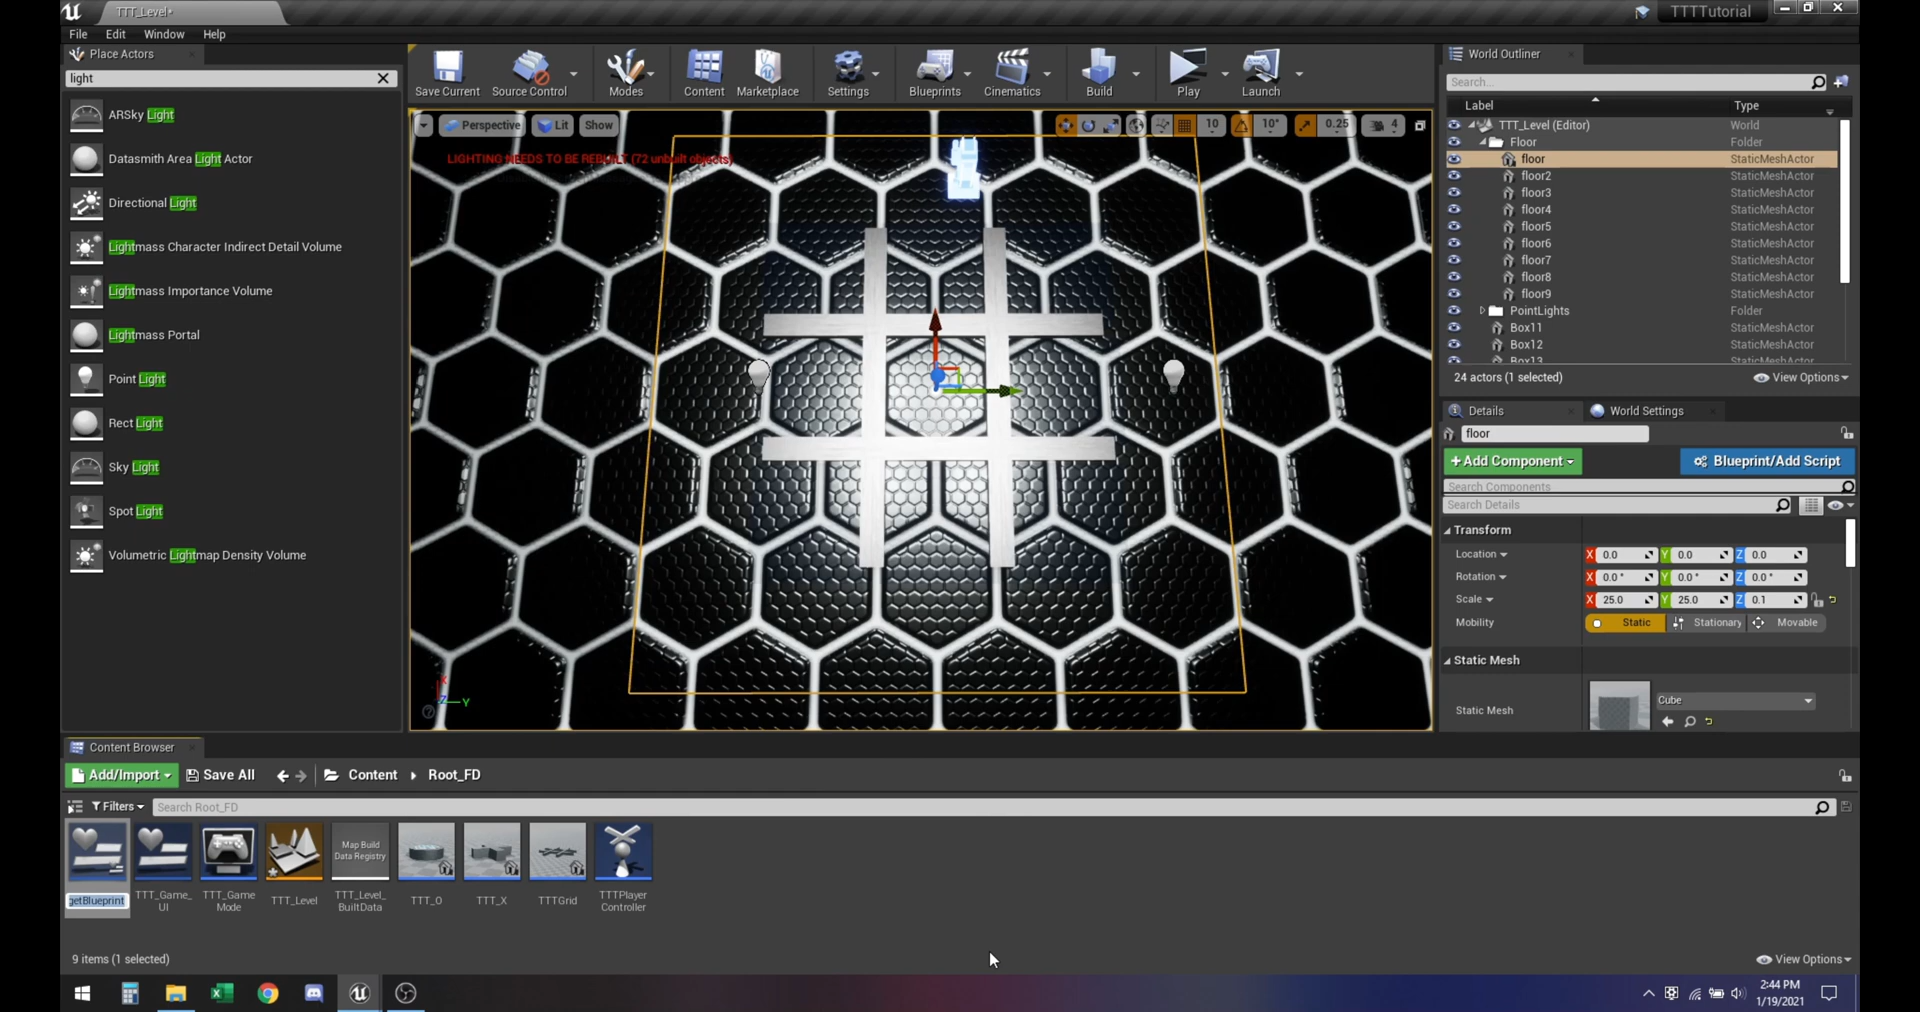 TTT_Level*
TTTTutorial
File Edit Window Help
Place Actors
light
ARSky Light
Datasmith Area Light Actor
Directional Light
Lightmass Character Indirect Detail Volume
Lightmass Importance Volume
Lightmass Portal
Point Light
Rect Light
Sky Light
Spot Light
Volumetric Lightmap Density Volume
Save Current Source Control Modes Content Marketplace Settings Blueprints Cinematics Build Play Launch
Perspective Lit Show 10 10° 0.25 4
LIGHTING NEEDS TO BE REBUILT (72 unbuilt objects)
X
Z Y
World Outliner
Search...
Label Type
TTT_Level (Editor) World
Floor Folder
floor StaticMeshActor
floor2 StaticMeshActor
floor3 StaticMeshActor
floor4 StaticMeshActor
floor5 StaticMeshActor
floor6 StaticMeshActor
floor7 StaticMeshActor
floor8 StaticMeshActor
floor9 StaticMeshActor
PointLights Folder
Box11 StaticMeshActor
Box12 StaticMeshActor
Box13 StaticMeshActor
24 actors (1 selected) View Options
Details World Settings
floor
+Add Component Blueprint/Add Script
Search Components
Search Details
Transform
Location X 0.0 Y 0.0 Z 0.0
Rotation X 0.0° Y 0.0° Z 0.0°
Scale X 25.0 Y 25.0 Z 0.1
Mobility Static Stationary Movable
Static Mesh
Static Mesh Cube
Content Browser
Add/Import Save All Content Root_FD
Filters Search Root_FD
Map Build
Data Registry
getBlueprint
TTT_Game_
UI
TTT_Game
Mode
TTT_Level
TTT_Level_
BuiltData
TTT_O
TTT_X
TTTGrid
TTTPlayer
Controller
9 items (1 selected) View Options
2:44 PM
1/19/2021